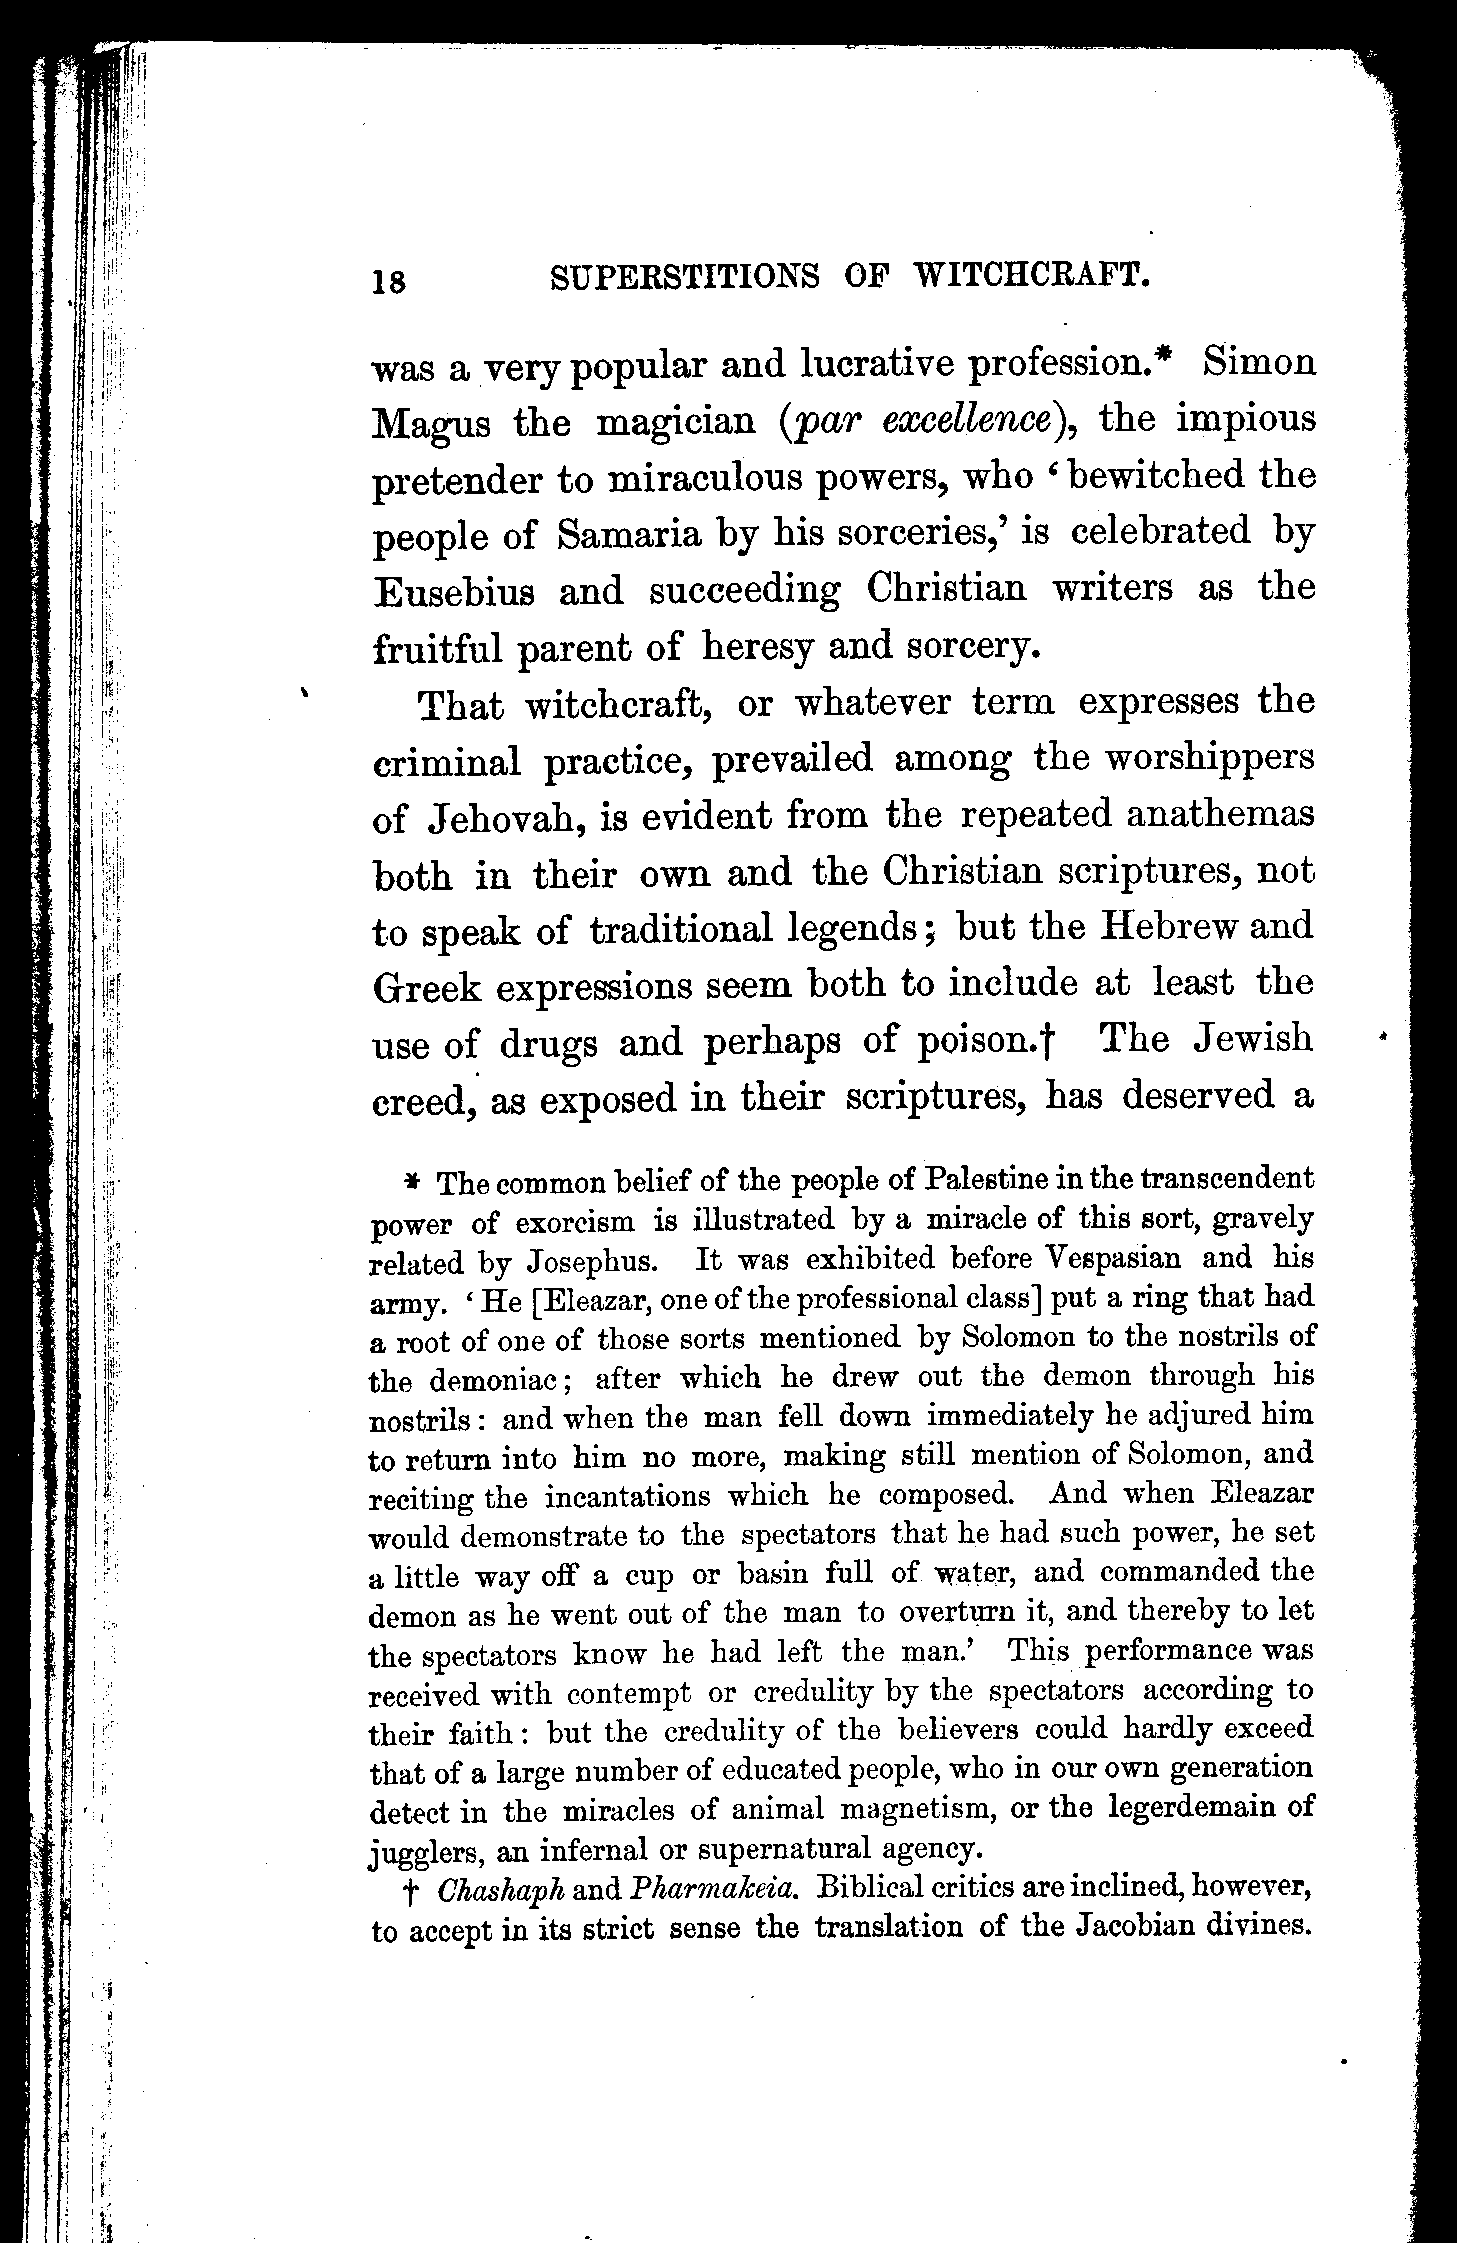 18 SUPERSTITIONS OF WITCHCRAFT.
was a very popular and lucrative profession.* Simon
Magus the magician (par excellence), the impious
pretender to miraculous powers, who ‘bewitched the
people of Samaria by his sorceries,’ is celebrated by
Eusebius and succeeding Christian writers as the
fruitful parent of heresy and sorcery.
That witchcraft, or whatever term expresses the
criminal practice, prevailed among the worshippers
of Jehovah, is evident from the repeated anathemas
both in their own and the Christian scriptures, not
to speak of traditional legends; but the Hebrew and
Greek expressions seem both to include at least the
use of drugs and perhaps of poison.† The Jewish
creed, as exposed in their scriptures, has deserved a
* The common belief of the people of Palestine in the transcendent
power of exorcism is illustrated by a miracle of this sort, gravely
related by Josephus. It was exhibited before Vespasian and his
army. ‘He [Eleazar, one of the professional class] put a ring that had
a root of one of those sorts mentioned by Solomon to the nostrils of
the demoniac; after which he drew out the demon through his
nostrils: and when the man fell down immediately he adjured him
to return into him no more, making still mention of Solomon, and
reciting the incantations which he composed. And when Eleazar
would demonstrate to the spectators that he had such power, he set
a little way off a cup or basin full of water, and commanded the
demon as he went out of the man to overturn it, and thereby to let
the spectators know he had left the man.’ This performance was
received with contempt or credulity by the spectators according to
their faith: but the credulity of the believers could hardly exceed
that of a large number of educated people, who in our own generation
detect in the miracles of animal magnetism, or the legerdemain of
jugglers, an infernal or supernatural agency.
† Chashaph and Pharmakeia. Biblical critics are inclined, however,
to accept in its strict sense the translation of the Jacobian divines.